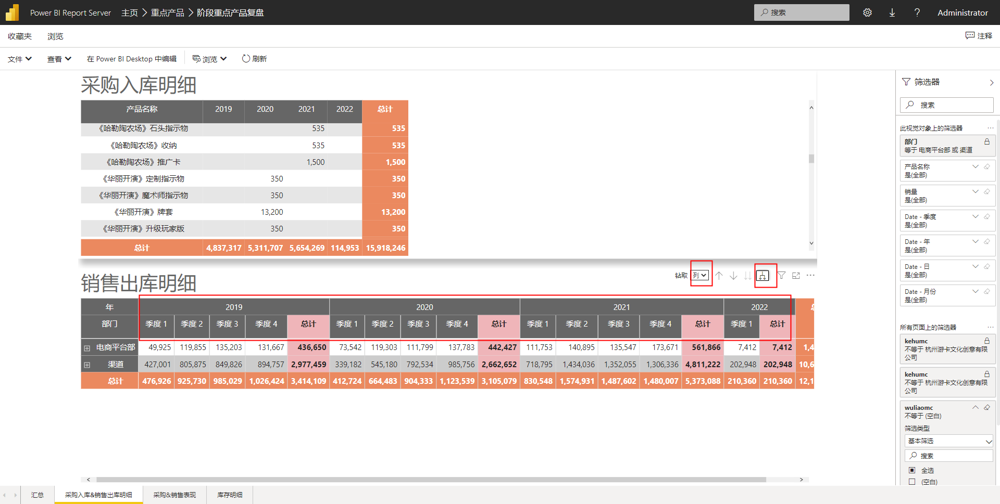 Power BI Report Server 主页 > 重点产品 > 阶段重点产品复盘 搜索 ? Administrator
收藏夹 浏览 注释
文件 查看 在 Power BI Desktop 中编辑 浏览 刷新
采购入库明细
产品名称 2019 2020 2021 2022 总计
《哈勒陶农场》石头指示物 535 535
《哈勒陶农场》收纳 535 535
《哈勒陶农场》推广卡 1,500 1,500
《华丽开演》定制指示物 350 350
《华丽开演》魔术师指示物 350 350
《华丽开演》牌套 13,200 13,200
《华丽开演》升级玩家版 350 350
总计 4,837,317 5,311,707 5,654,269 114,953 15,918,246
销售出库明细
钻取 列
年 2019 2020 2021 2022
部门 季度 1 季度 2 季度 3 季度 4 总计 季度 1 季度 2 季度 3 季度 4 总计 季度 1 季度 2 季度 3 季度 4 总计 季度 1 总计
电商平台部 49,925 119,855 135,203 131,667 436,650 73,542 119,303 111,799 137,783 442,427 111,753 140,895 135,547 173,671 561,866 7,412 7,412 1,4
渠道 427,001 805,875 849,826 894,757 2,977,459 339,182 545,180 792,534 985,756 2,662,652 718,795 1,434,036 1,352,055 1,306,336 4,811,222 202,948 202,948 10,6
总计 476,926 925,730 985,029 1,026,424 3,414,109 412,724 664,483 904,333 1,123,539 3,105,079 830,548 1,574,931 1,487,602 1,480,007 5,373,088 210,360 210,360 12,1
筛选器
搜索
此视觉对象上的筛选器 ...
部门
等于 电商平台部 或 渠道
产品名称
是(全部)
销量
是(全部)
Date - 季度
是(全部)
Date - 年
是(全部)
Date - 日
是(全部)
Date - 月份
是(全部)
所有页面上的筛选器 ...
kehumc
不等于 杭州游卡文化创意有限
公司
kehumc
不等于 杭州游卡文化创意有限
公司
wuliaomc
不等于 (空白)
筛选类型
基本筛选
搜索
全选
(空白)
汇总 采购入库&销售出库明细 采购&销售表现 库存明细